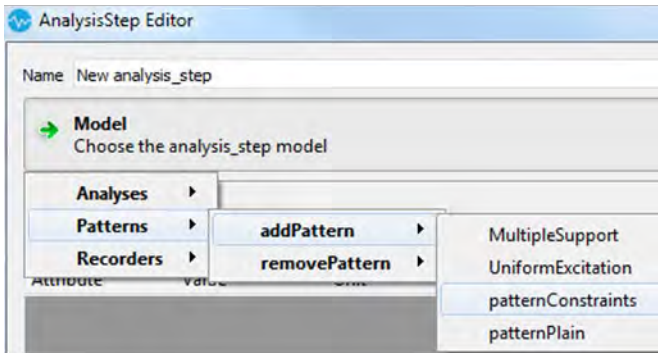 AnalysisStep Editor
Name New analysis_step
Model
Choose the analysis_step model
Analyses
Patterns
Recorders
addPattern
removePattern
MultipleSupport
UniformExcitation
patternConstraints
patternPlain